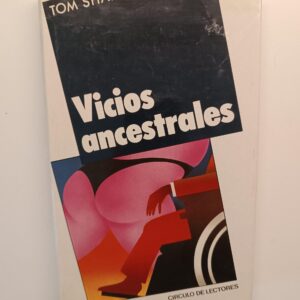 TOM
Vicios
ancestrales
CIRCULO DE LECTORES